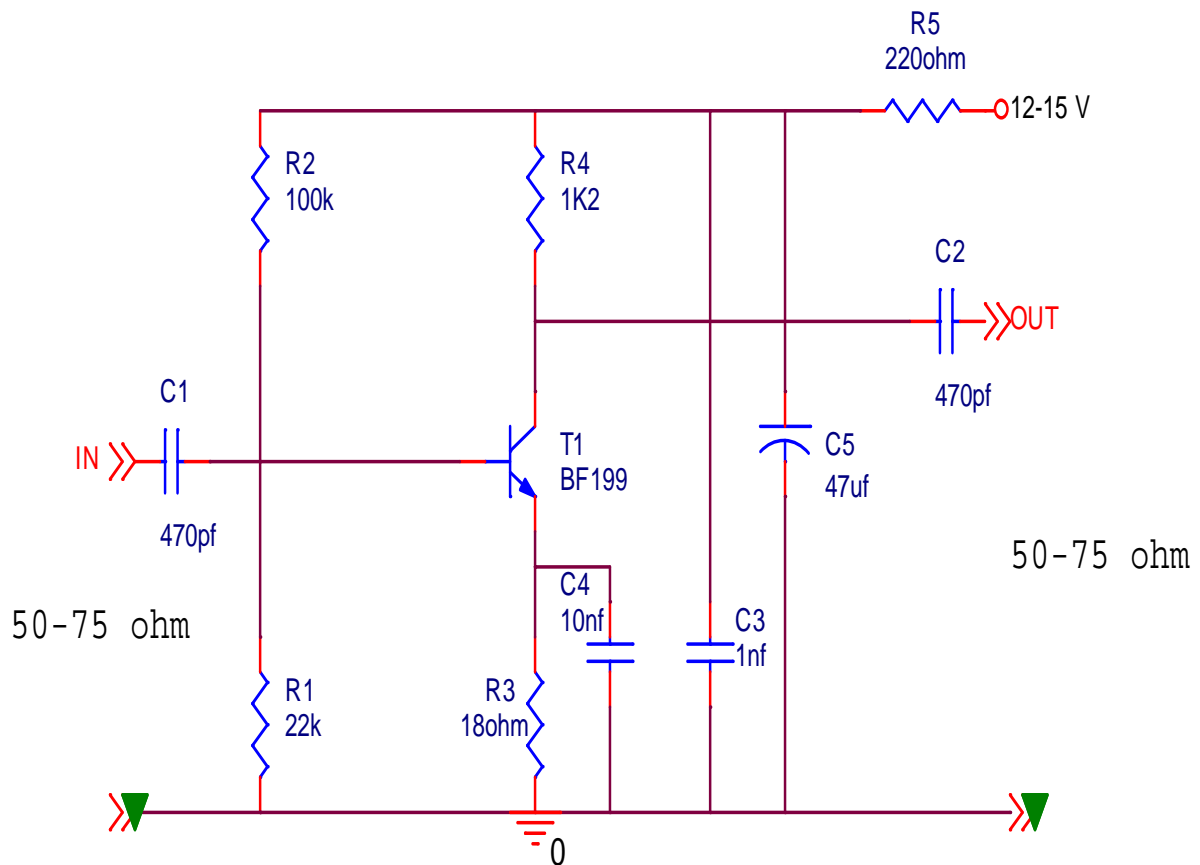 R5
220ohm
12-15 V
R2
100k
R4
1K2
C2
OUT
470pf
C1
IN
470pf
T1
BF199
C5
47uf
50-75 ohm
50-75 ohm
C4
10nf
C3
1nf
R1
22k
R3
18ohm
0